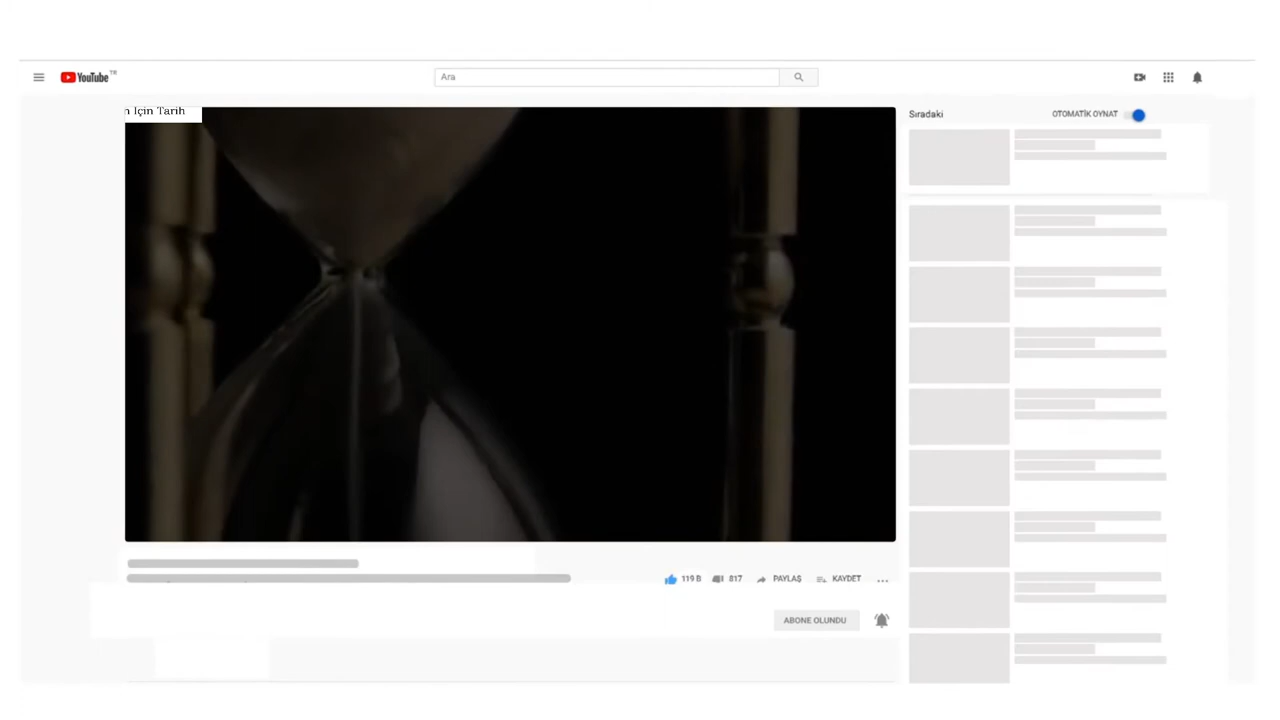 YouTube TR
Ara
n İçin Tarih
Sıradaki
OTOMATİK OYNAT
119 B
817
PAYLAŞ
KAYDET
ABONE OLUNDU